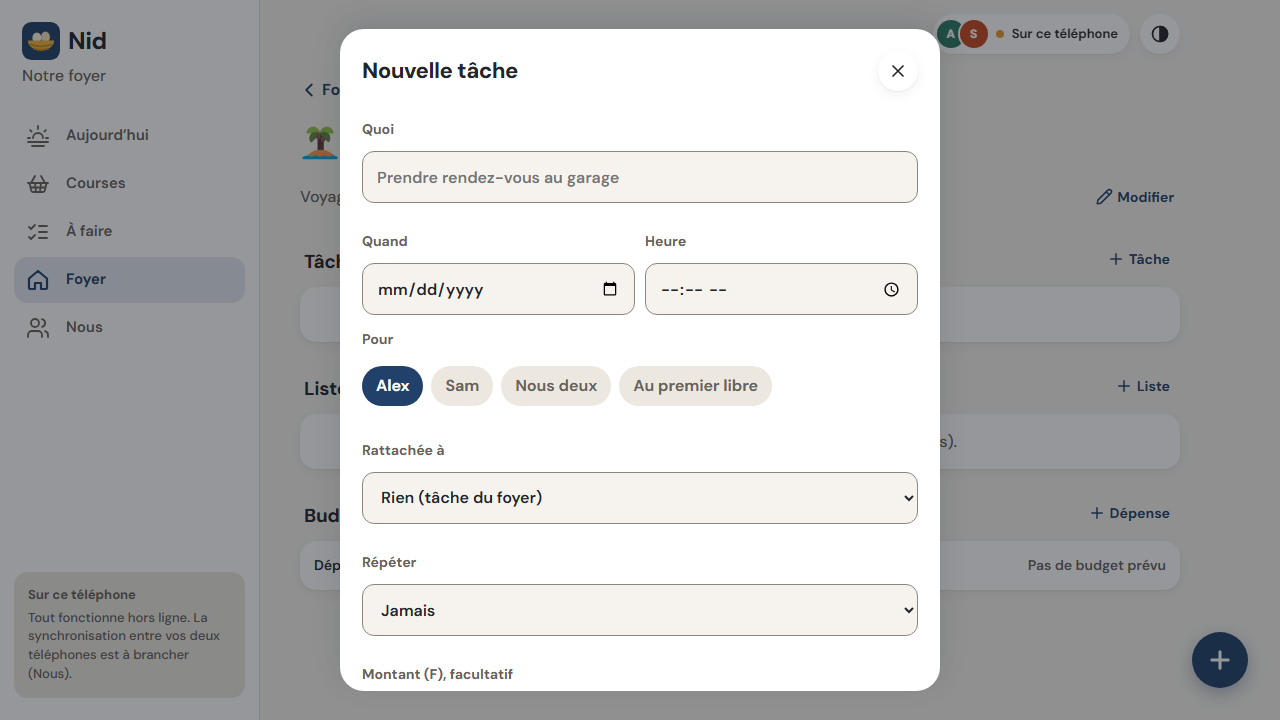 Nid
Notre foyer
Aujourd'hui
Courses
À faire
Foyer
Nous
Sur ce téléphone
Tout fonctionne hors ligne. La
synchronisation entre vos deux
téléphones est à brancher
(Nous).
A
S
Sur ce téléphone
Modifier
Tâche
Liste
s).
Dépense
Pas de budget prévu
Nouvelle tâche
Quoi
Prendre rendez-vous au garage
Quand
Heure
mm/dd/yyyy
--:-- --
Pour
Alex
Sam
Nous deux
Au premier libre
Rattachée à
Rien (tâche du foyer)
Répéter
Jamais
Montant (F), facultatif